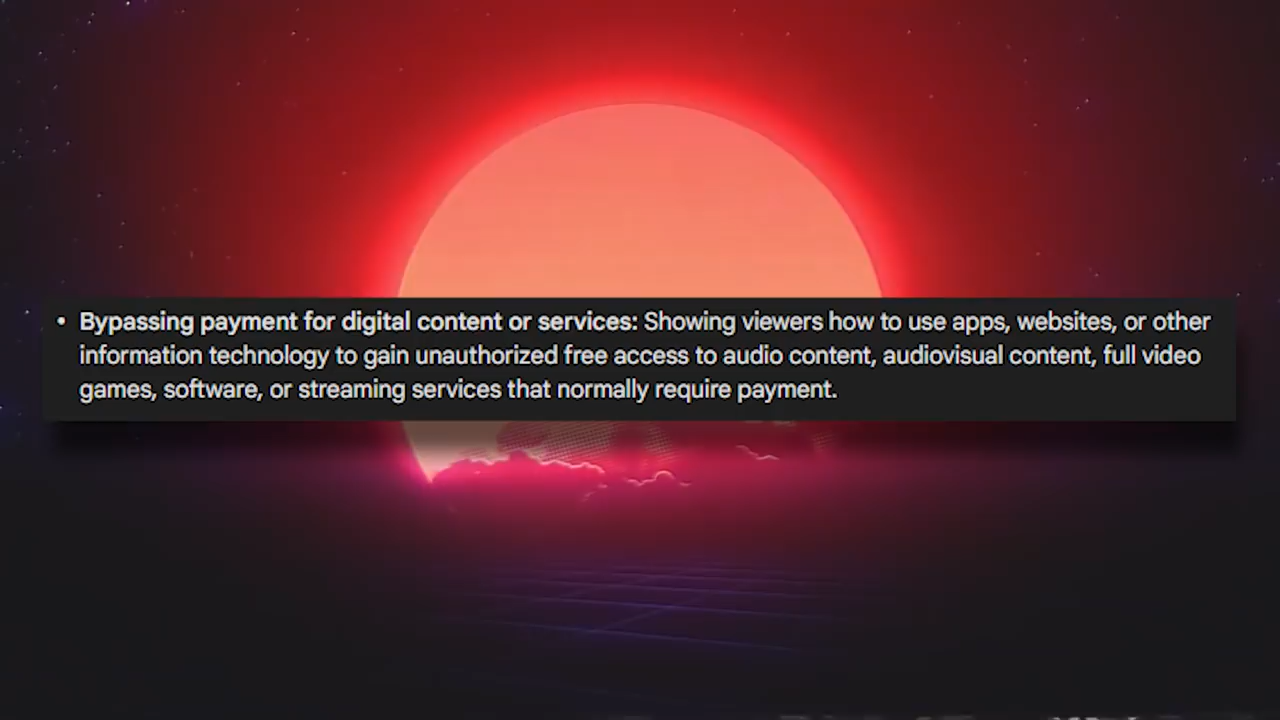 • Bypassing payment for digital content or services: Showing viewers how to use apps, websites, or other
information technology to gain unauthorized free access to audio content, audiovisual content, full video
games, software, or streaming services that normally require payment.